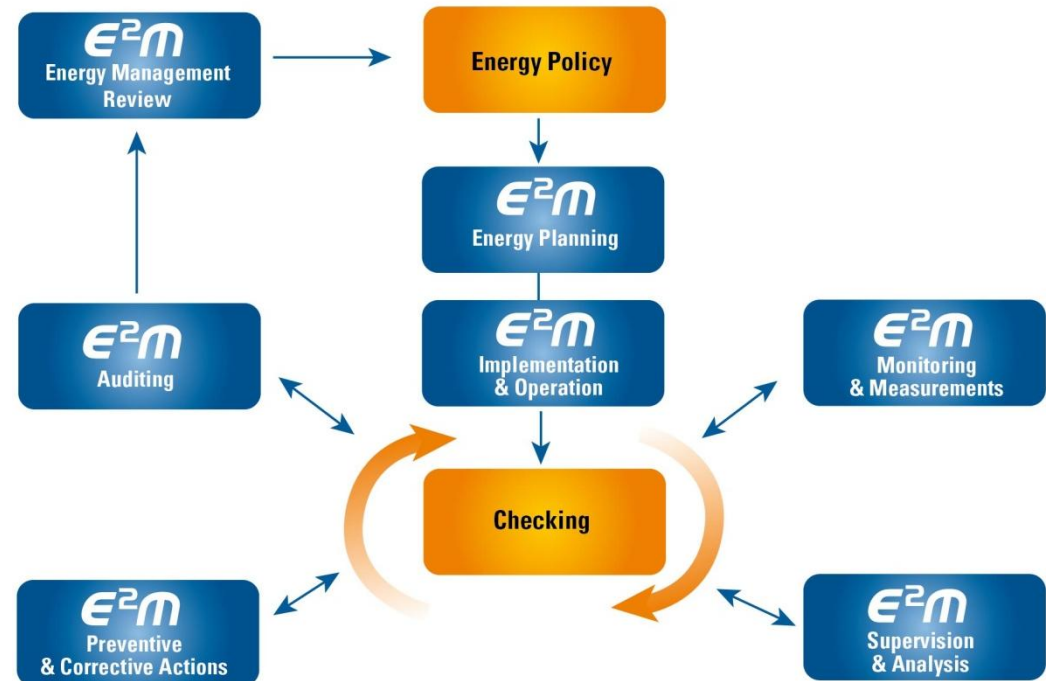 E²M
Energy Management
Review
Energy Policy
E²M
Energy Planning
E²M
Auditing
E²M
Implementation
& Operation
E²M
Monitoring
& Measurements
Checking
E²M
Preventive
& Corrective Actions
E²M
Supervision
& Analysis